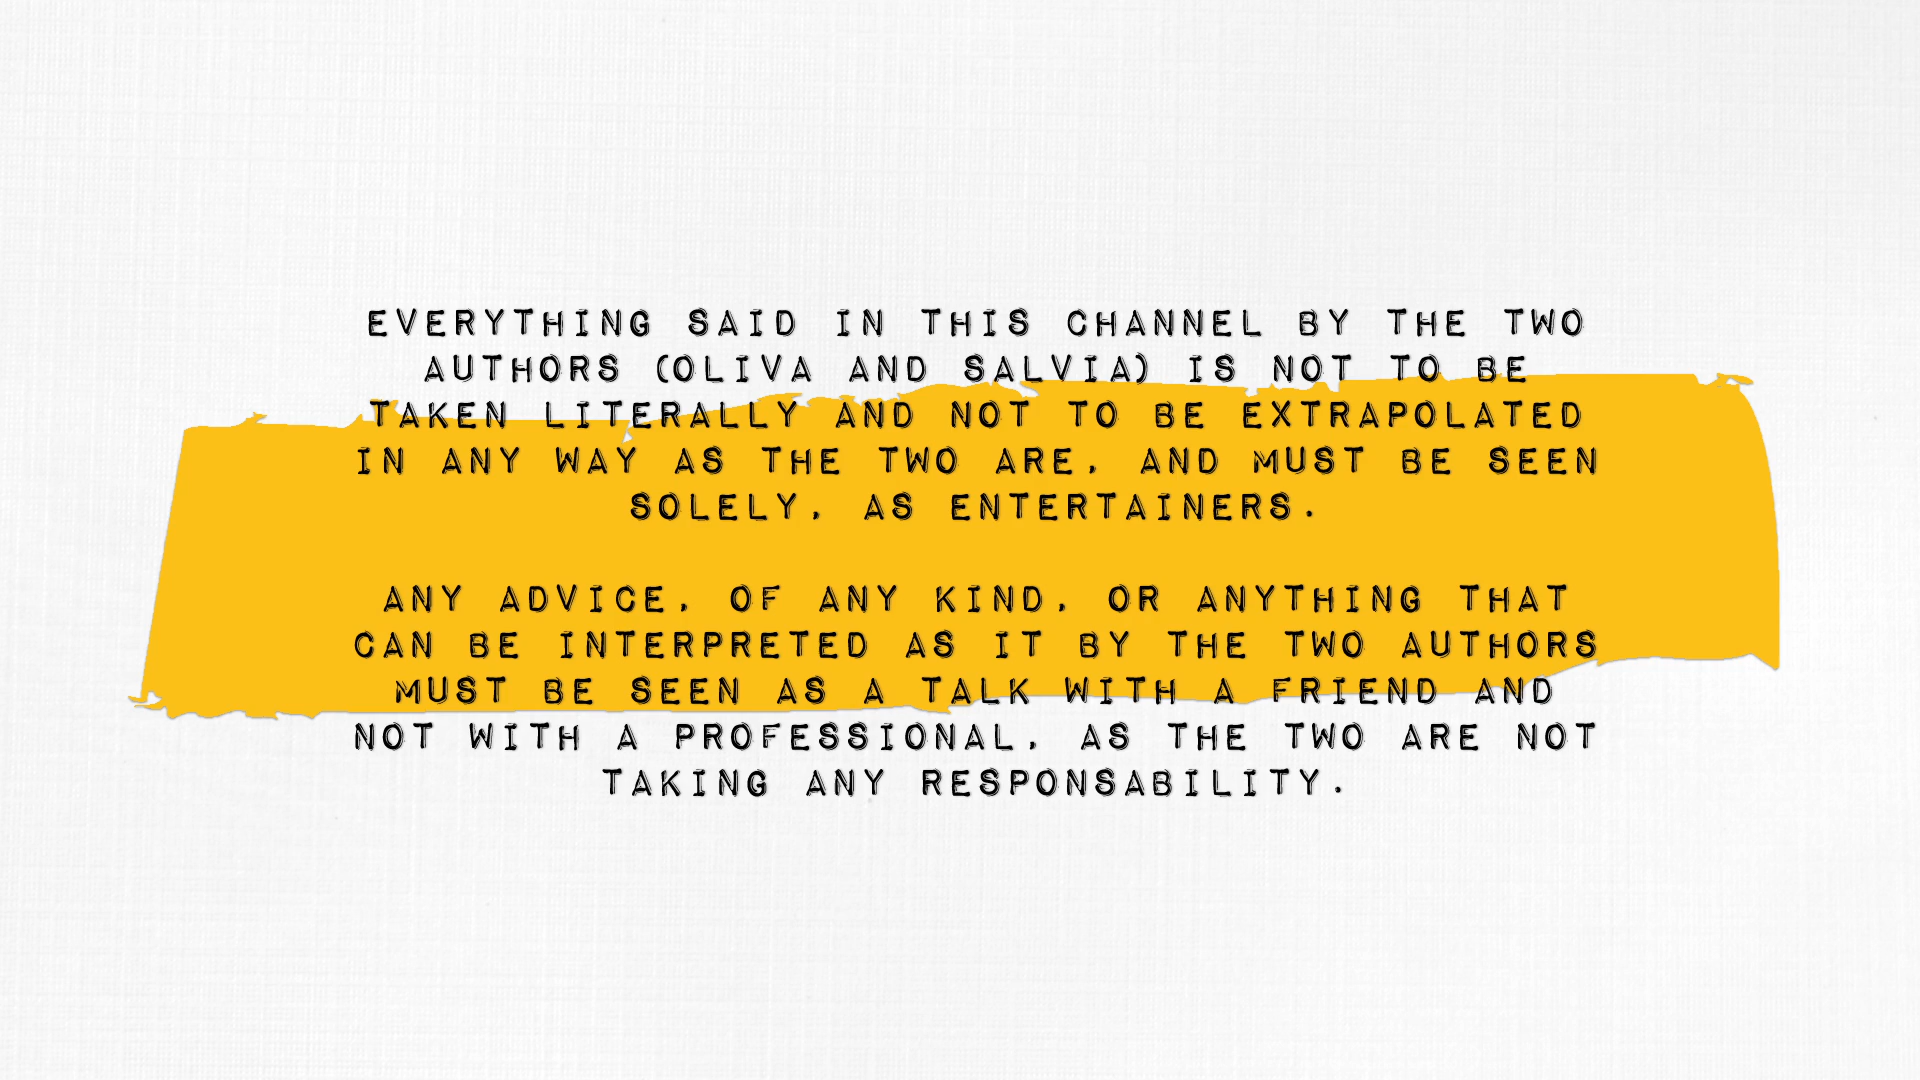 EVERYTHING SAID IN THIS CHANNEL BY THE TWO
AUTHORS (OLIVA AND SALVIA) IS NOT TO BE
TAKEN LITERALLY AND NOT TO BE EXTRAPOLATED
IN ANY WAY AS THE TWO ARE, AND MUST BE SEEN
SOLELY, AS ENTERTAINERS.
ANY ADVICE, OF ANY KIND, OR ANYTHING THAT
CAN BE INTERPRETED AS IT BY THE TWO AUTHORS
MUST BE SEEN AS A TALK WITH A FRIEND AND
NOT WITH A PROFESSIONAL, AS THE TWO ARE NOT
TAKING ANY RESPONSABILITY.